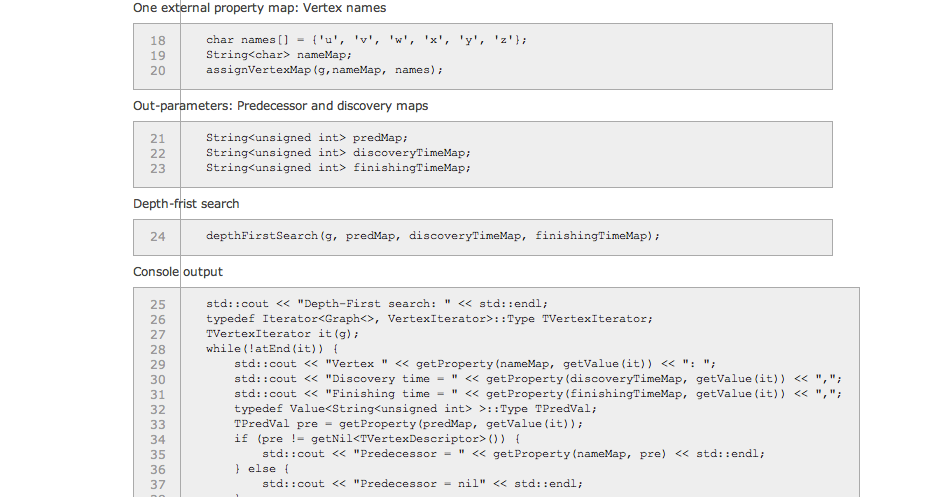 One external property map: Vertex names
18 char names[] = {'u', 'v', 'w', 'x', 'y', 'z'};
19 String<char> nameMap;
20 assignVertexMap(g,nameMap, names);
Out-parameters: Predecessor and discovery maps
21 String<unsigned int> predMap;
22 String<unsigned int> discoveryTimeMap;
23 String<unsigned int> finishingTimeMap;
Depth-frist search
24 depthFirstSearch(g, predMap, discoveryTimeMap, finishingTimeMap);
Console output
25 std::cout << "Depth-First search: " << std::endl;
26 typedef Iterator<Graph<>, VertexIterator>::Type TVertexIterator;
27 TVertexIterator it(g);
28 while(!atEnd(it)) {
29 std::cout << "Vertex " << getProperty(nameMap, getValue(it)) << ": ";
30 std::cout << "Discovery time = " << getProperty(discoveryTimeMap, getValue(it)) << ",";
31 std::cout << "Finishing time = " << getProperty(finishingTimeMap, getValue(it)) << ",";
32 typedef Value<String<unsigned int> >::Type TPredVal;
33 TPredVal pre = getProperty(predMap, getValue(it));
34 if (pre != getNil<TVertexDescriptor>()) {
35 std::cout << "Predecessor = " << getProperty(nameMap, pre) << std::endl;
36 } else {
37 std::cout << "Predecessor = nil" << std::endl;